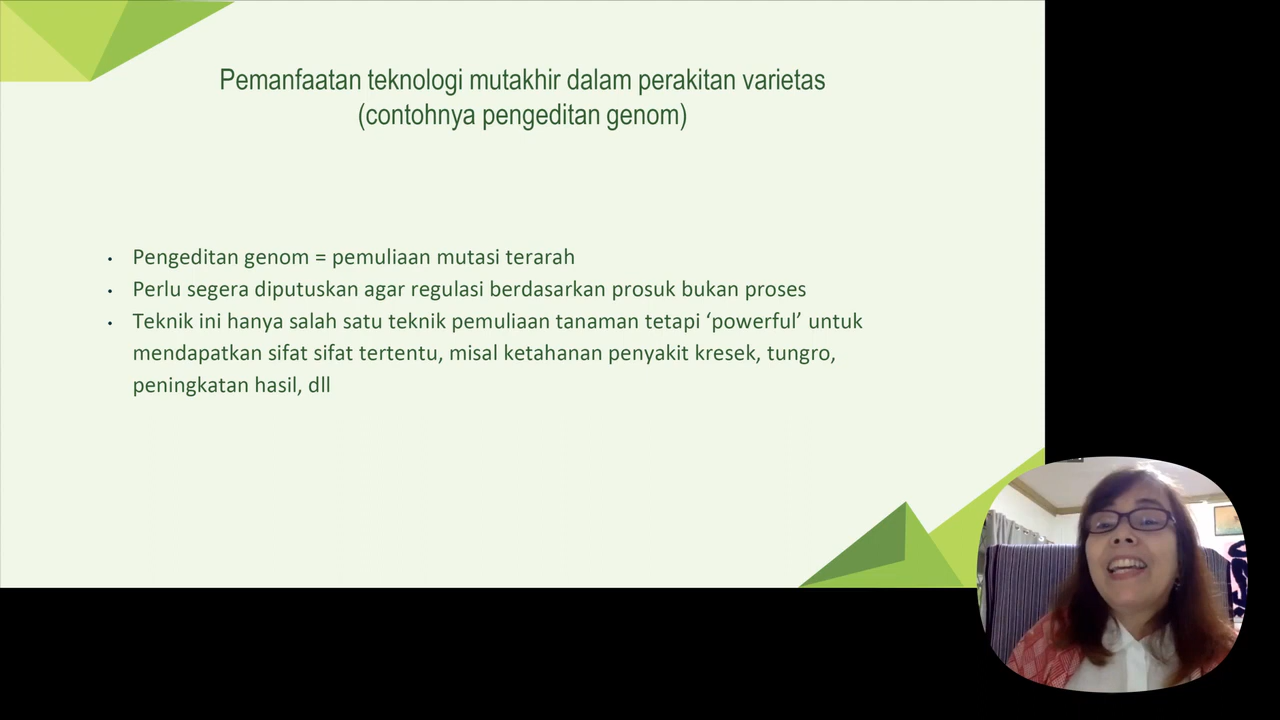 Pemanfaatan teknologi mutakhir dalam perakitan varietas
(contohnya pengeditan genom)
• Pengeditan genom = pemuliaan mutasi terarah
• Perlu segera diputuskan agar regulasi berdasarkan prosuk bukan proses
• Teknik ini hanya salah satu teknik pemuliaan tanaman tetapi ‘powerful’ untuk
mendapatkan sifat sifat tertentu, misal ketahanan penyakit kresek, tungro,
peningkatan hasil, dll